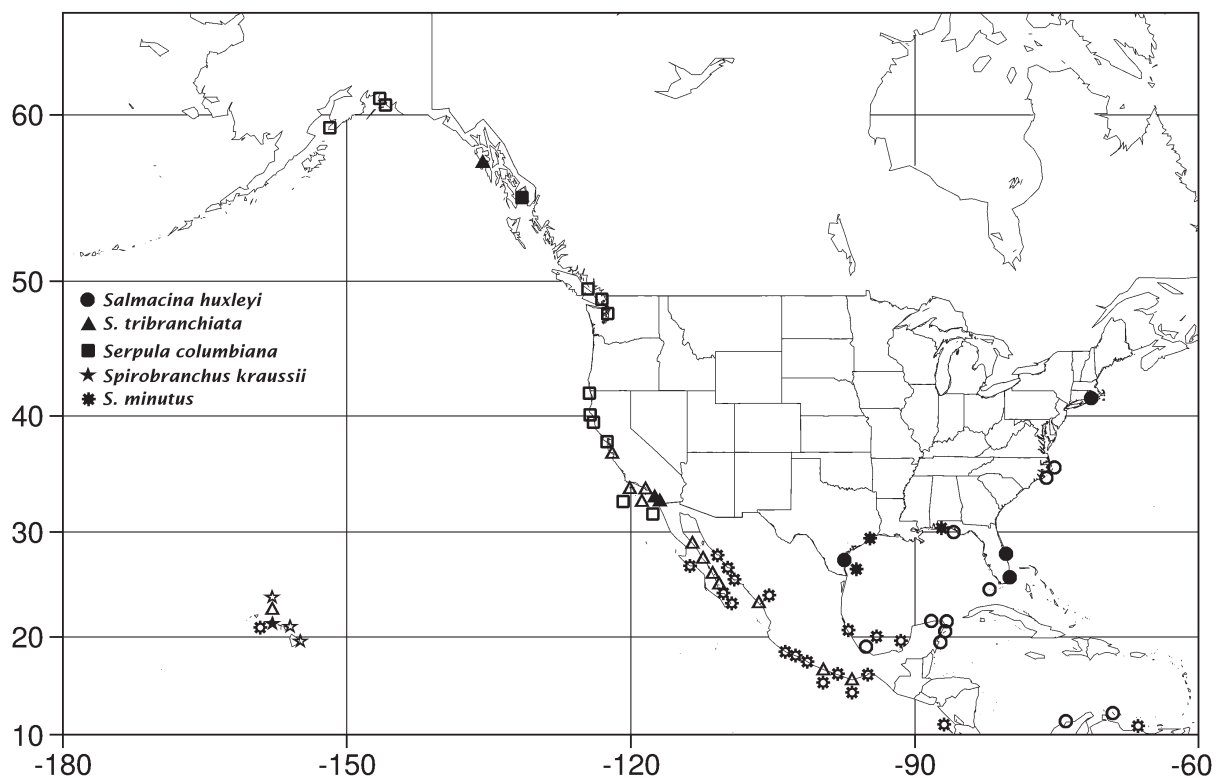 60
50
Salmacina huxleyi
S. tribranchiata
Serpula columbiana
Spirobranchus kraussii
S. minutus
40
30
20
10
-180 -150 -120 -90 -60